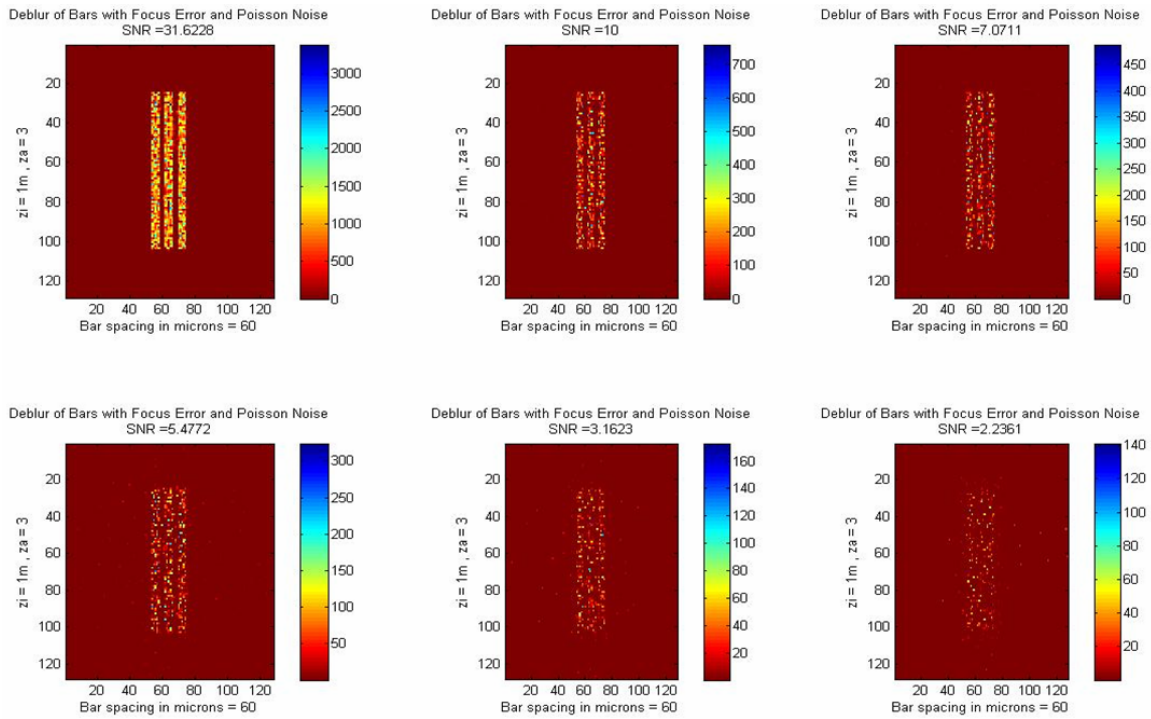 Deblur of Bars with Focus Error and Poisson Noise
SNR =31.6228
20
40
60
80
100
120
20 40 60 80 100 120
zi = 1m , za = 3
Bar spacing in microns = 60
3000
2500
2000
1500
1000
500
0
Deblur of Bars with Focus Error and Poisson Noise
SNR =10
20
40
60
80
100
120
20 40 60 80 100 120
zi = 1m , za = 3
Bar spacing in microns = 60
700
600
500
400
300
200
100
0
Deblur of Bars with Focus Error and Poisson Noise
SNR =7.0711
20
40
60
80
100
120
20 40 60 80 100 120
zi = 1m , za = 3
Bar spacing in microns = 60
450
400
350
300
250
200
150
100
50
0
Deblur of Bars with Focus Error and Poisson Noise
SNR =5.4772
20
40
60
80
100
120
20 40 60 80 100 120
zi = 1m , za = 3
Bar spacing in microns = 60
300
250
200
150
100
50
Deblur of Bars with Focus Error and Poisson Noise
SNR =3.1623
20
40
60
80
100
120
20 40 60 80 100 120
zi = 1m , za = 3
Bar spacing in microns = 60
160
140
120
100
80
60
40
20
Deblur of Bars with Focus Error and Poisson Noise
SNR =2.2361
20
40
60
80
100
120
20 40 60 80 100 120
zi = 1m , za = 3
Bar spacing in microns = 60
140
120
100
80
60
40
20